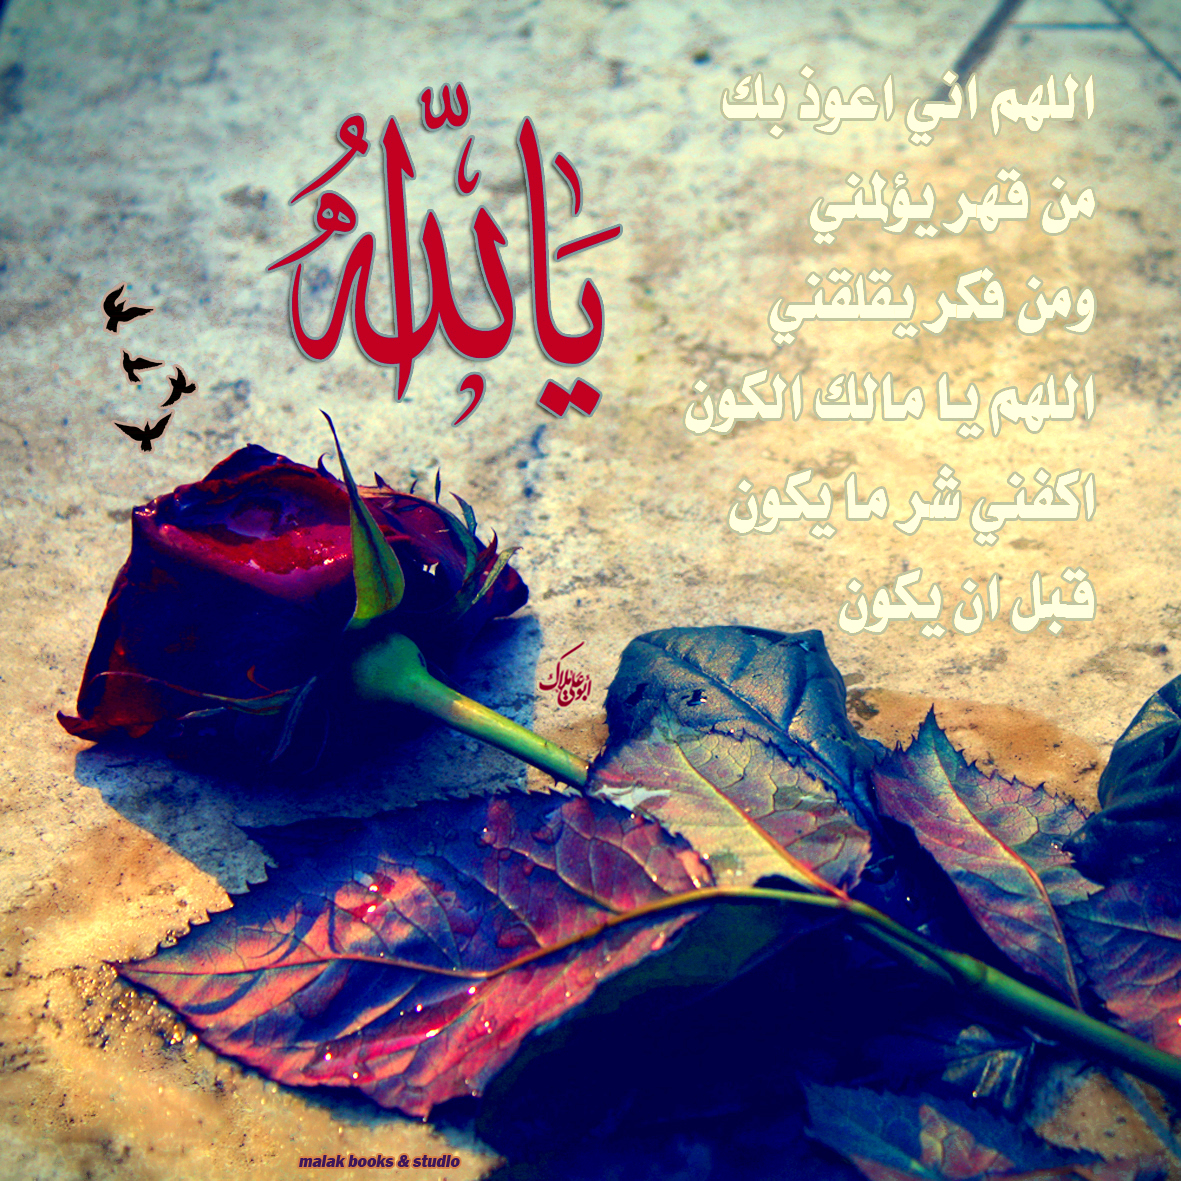 يَا اللّٰهُ
اللهم اني اعوذ بك
من قهر يؤلمني
ومن فكر يقلقني
اللهم يا مالك الكون
اكفني شر ما يكون
قبل ان يكون
malak books & studio